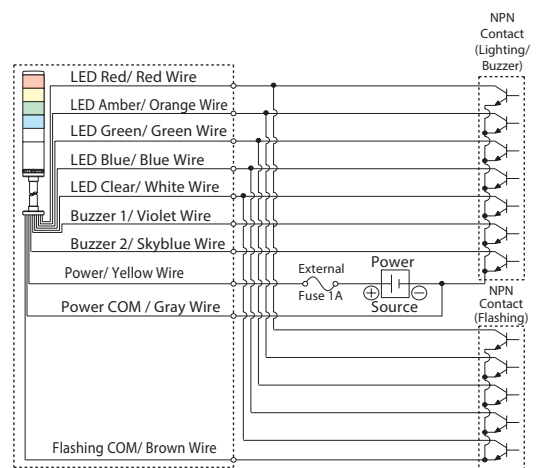 NPN
Contact
(Lighting/
Buzzer)
LED Red/ Red Wire
LED Amber/ Orange Wire
LED Green/ Green Wire
LED Blue/ Blue Wire
LED Clear/ White Wire
Buzzer 1/ Violet Wire
Buzzer 2/ Skyblue Wire
Power/ Yellow Wire
External
Fuse 1A
Power
Source
Power COM / Gray Wire
NPN
Contact
(Flashing)
Flashing COM/ Brown Wire